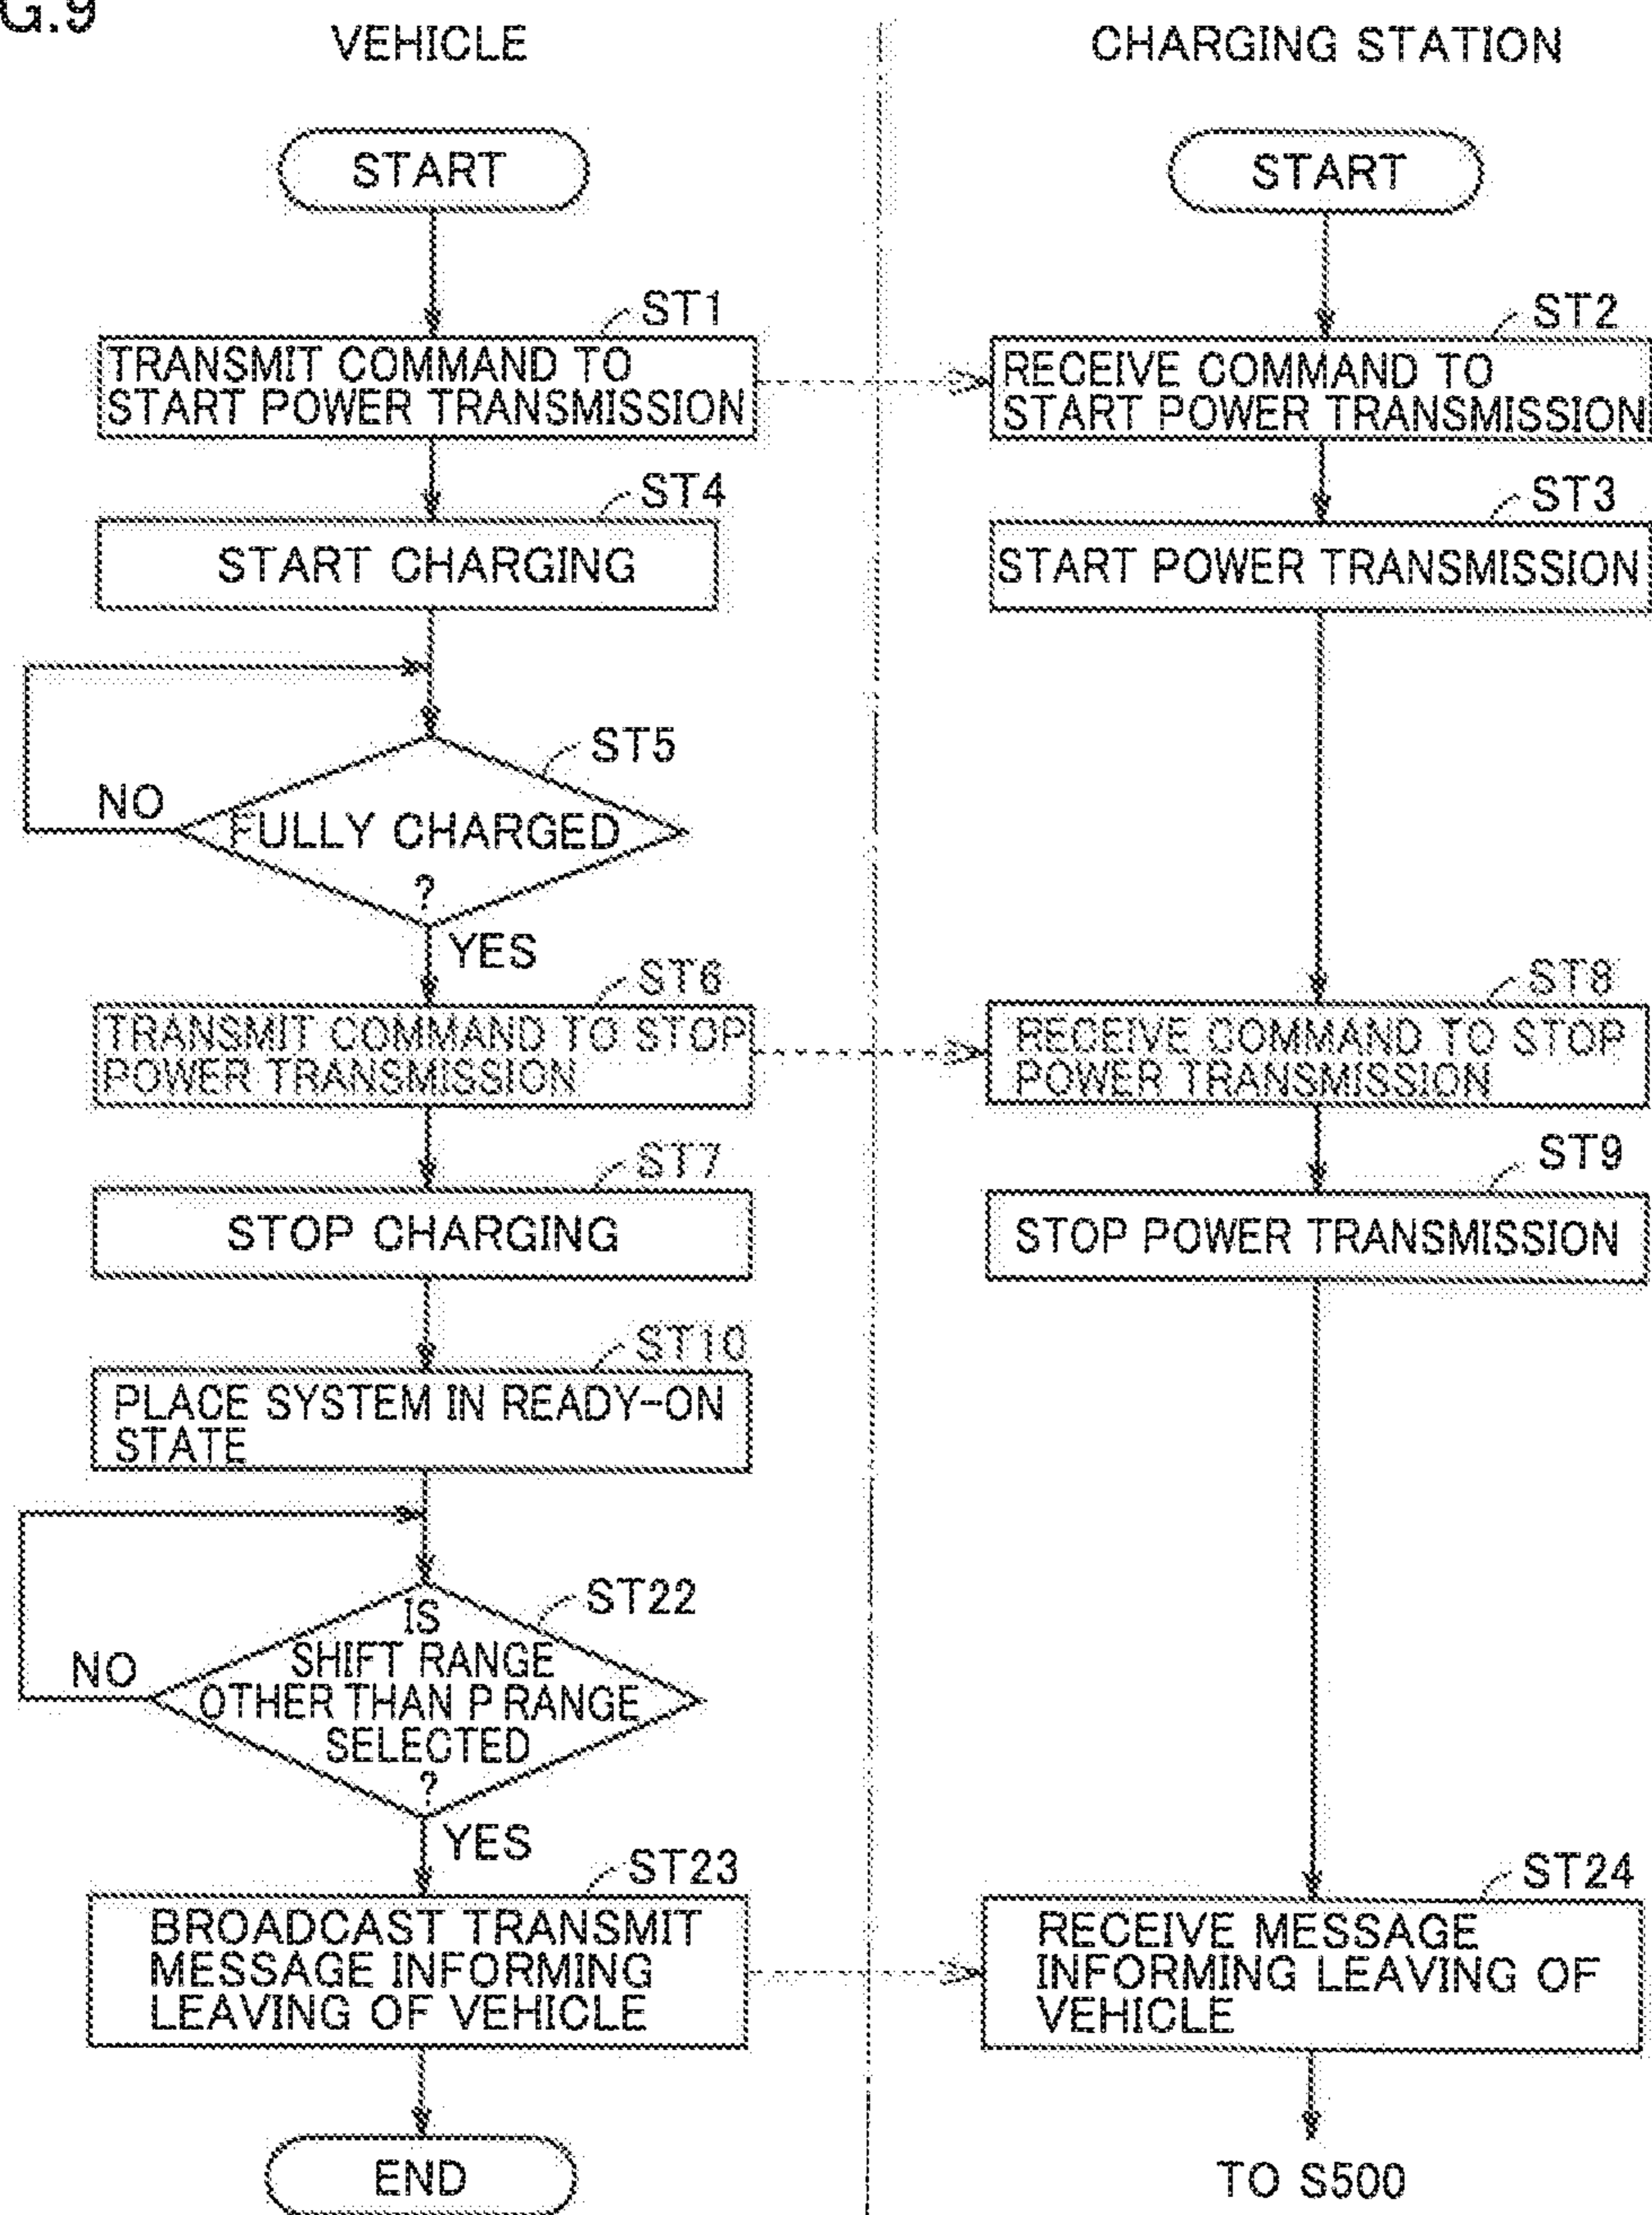 G.9
VEHICLE
CHARGING STATION
START
START
ST1
TRANSMIT COMMAND TO
START POWER TRANSMISSION
ST2
RECEIVE COMMAND TO
START POWER TRANSMISSION
ST4
START CHARGING
ST3
START POWER TRANSMISSION
ST5
NO
FULLY CHARGED
?
YES
ST6
TRANSMIT COMMAND TO STOP
POWER TRANSMISSION
ST8
RECEIVE COMMAND TO STOP
POWER TRANSMISSION
ST7
STOP CHARGING
ST9
STOP POWER TRANSMISSION
ST10
PLACE SYSTEM IN READY-ON
STATE
ST22
NO
IS
SHIFT RANGE
OTHER THAN P RANGE
SELECTED
?
YES
ST23
BROADCAST TRANSMIT
MESSAGE INFORMING
LEAVING OF VEHICLE
ST24
RECEIVE MESSAGE
INFORMING LEAVING OF
VEHICLE
END
TO S500